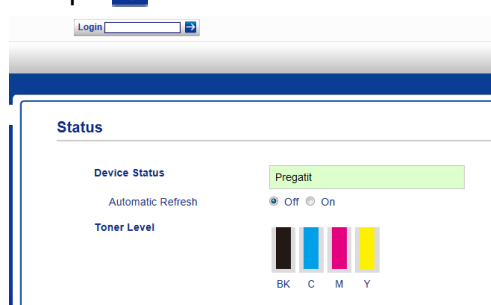 Login
Status
Device Status Pregatit
Automatic Refresh Off On
Toner Level
BK C M Y